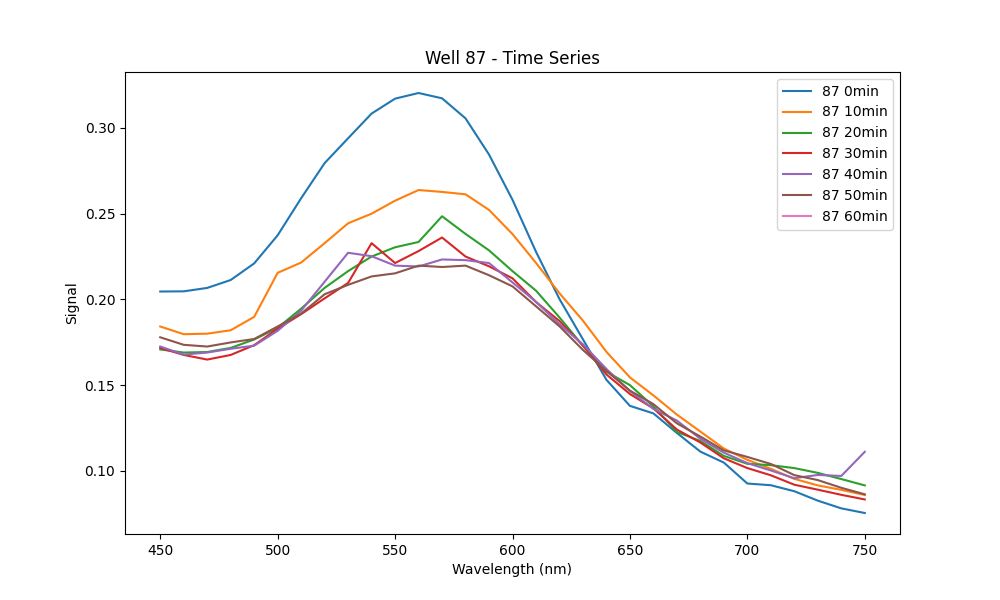 Well 87 - Time Series
87 0min
87 10min
87 20min
87 30min
87 40min
87 50min
87 60min
Signal
0.30
0.25
0.20
0.15
0.10
450 500 550 600 650 700 750
Wavelength (nm)